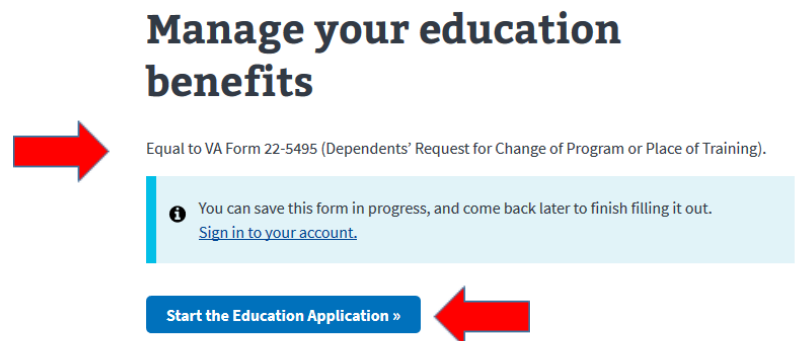 Manage your education
benefits
Equal to VA Form 22-5495 (Dependents’ Request for Change of Program or Place of Training).
You can save this form in progress, and come back later to finish filling it out.
Sign in to your account.
Start the Education Application »